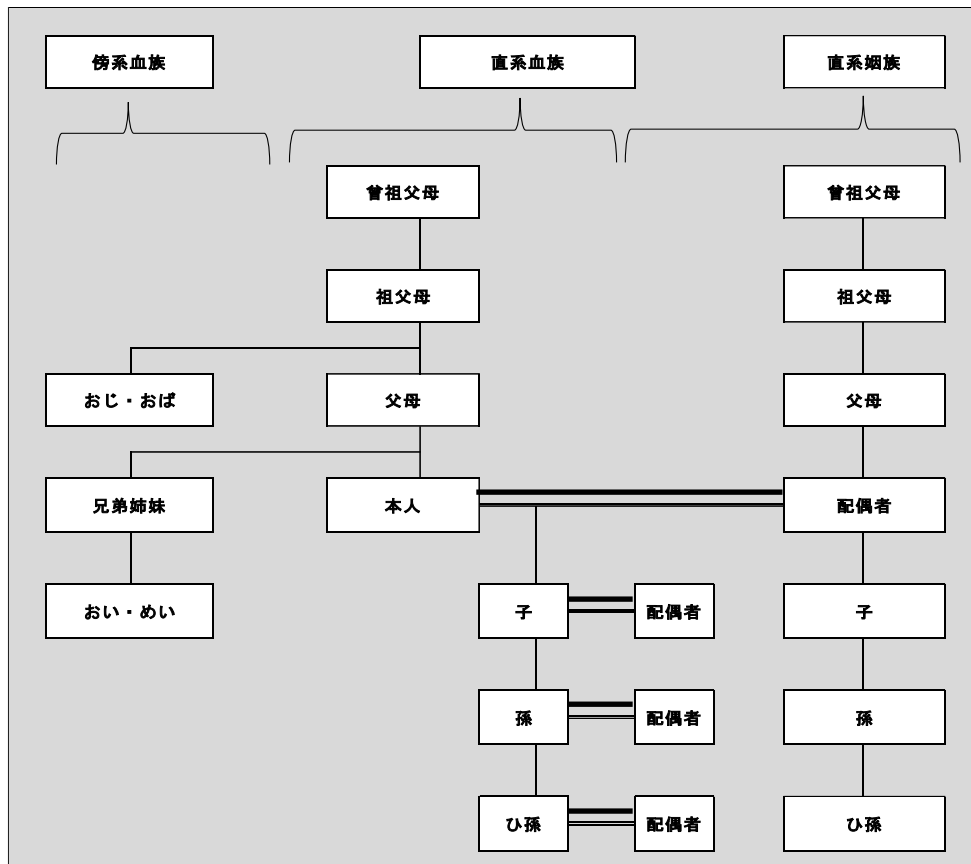 傍系血族
直系血族
直系姻族
曾祖父母
曾祖父母
祖父母
祖父母
おじ・おば
父母
父母
兄弟姉妹
本人
配偶者
おい・めい
子
配偶者
子
孫
配偶者
孫
ひ孫
配偶者
ひ孫